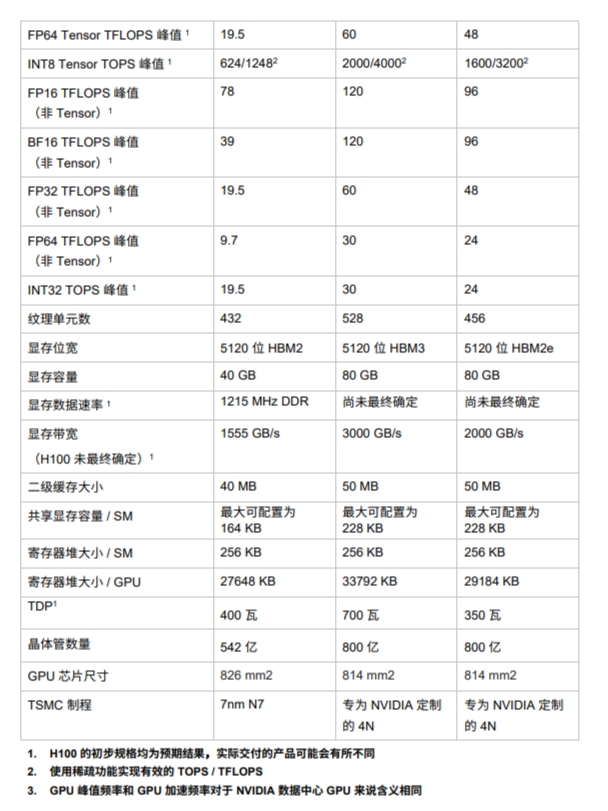 FP64 Tensor TFLOPS 峰值 ¹ 19.5 60 48
INT8 Tensor TOPS 峰值 ¹ 624/1248² 2000/4000² 1600/3200²
FP16 TFLOPS 峰值 78 120 96
（非 Tensor）¹
BF16 TFLOPS 峰值 39 120 96
（非 Tensor）¹
FP32 TFLOPS 峰值 19.5 60 48
（非 Tensor）¹
FP64 TFLOPS 峰值 9.7 30 24
（非 Tensor）¹
INT32 TOPS 峰值 ¹ 19.5 30 24
纹理单元数 432 528 456
显存位宽 5120 位 HBM2 5120 位 HBM3 5120 位 HBM2e
显存容量 40 GB 80 GB 80 GB
显存数据速率 ¹ 1215 MHz DDR 尚未最终确定 尚未最终确定
显存带宽 1555 GB/s 3000 GB/s 2000 GB/s
（H100 未最终确定）¹
二级缓存大小 40 MB 50 MB 50 MB
共享显存容量 / SM 最大可配置为 最大可配置为 最大可配置为
164 KB 228 KB 228 KB
寄存器堆大小 / SM 256 KB 256 KB 256 KB
寄存器堆大小 / GPU 27648 KB 33792 KB 29184 KB
TDP¹ 400 瓦 700 瓦 350 瓦
晶体管数量 542 亿 800 亿 800 亿
GPU 芯片尺寸 826 mm2 814 mm2 814 mm2
TSMC 制程 7nm N7 专为 NVIDIA 定制 专为 NVIDIA 定制
的 4N 的 4N
1. H100 的初步规格均为预期结果，实际交付的产品可能会有所不同
2. 使用稀疏功能实现有效的 TOPS / TFLOPS
3. GPU 峰值频率和 GPU 加速频率对于 NVIDIA 数据中心 GPU 来说含义相同